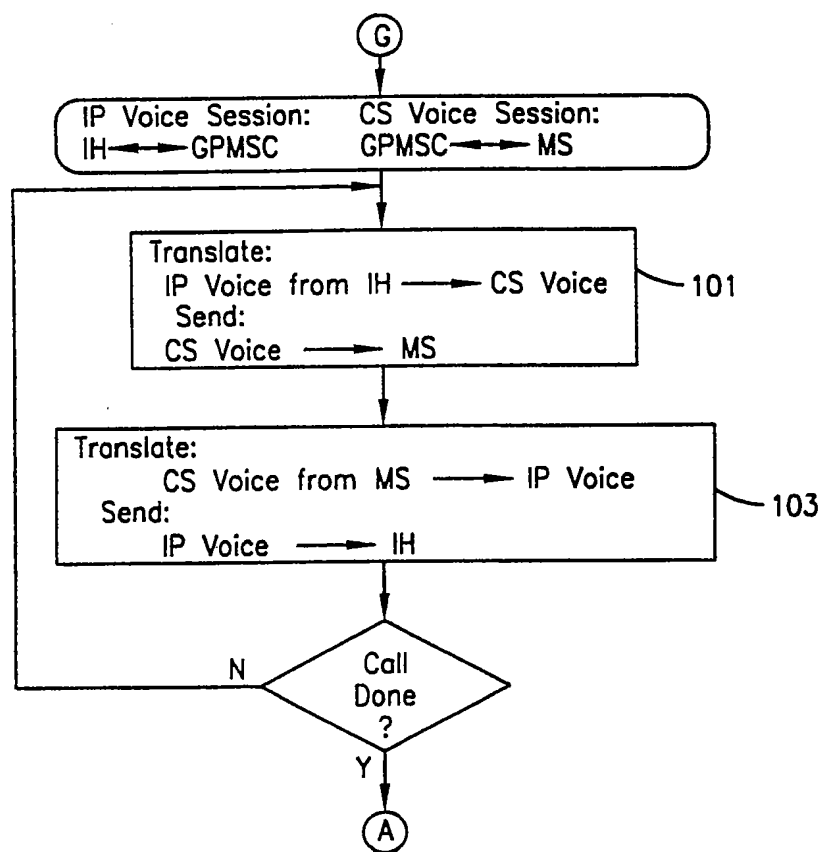 G
IP Voice Session: CS Voice Session:
IH GPMSC GPMSC MS
Translate:
IP Voice from IH CS Voice
Send:
CS Voice MS
101
Translate:
CS Voice from MS IP Voice
Send:
IP Voice IH
103
Call
Done
?
N
Y
A